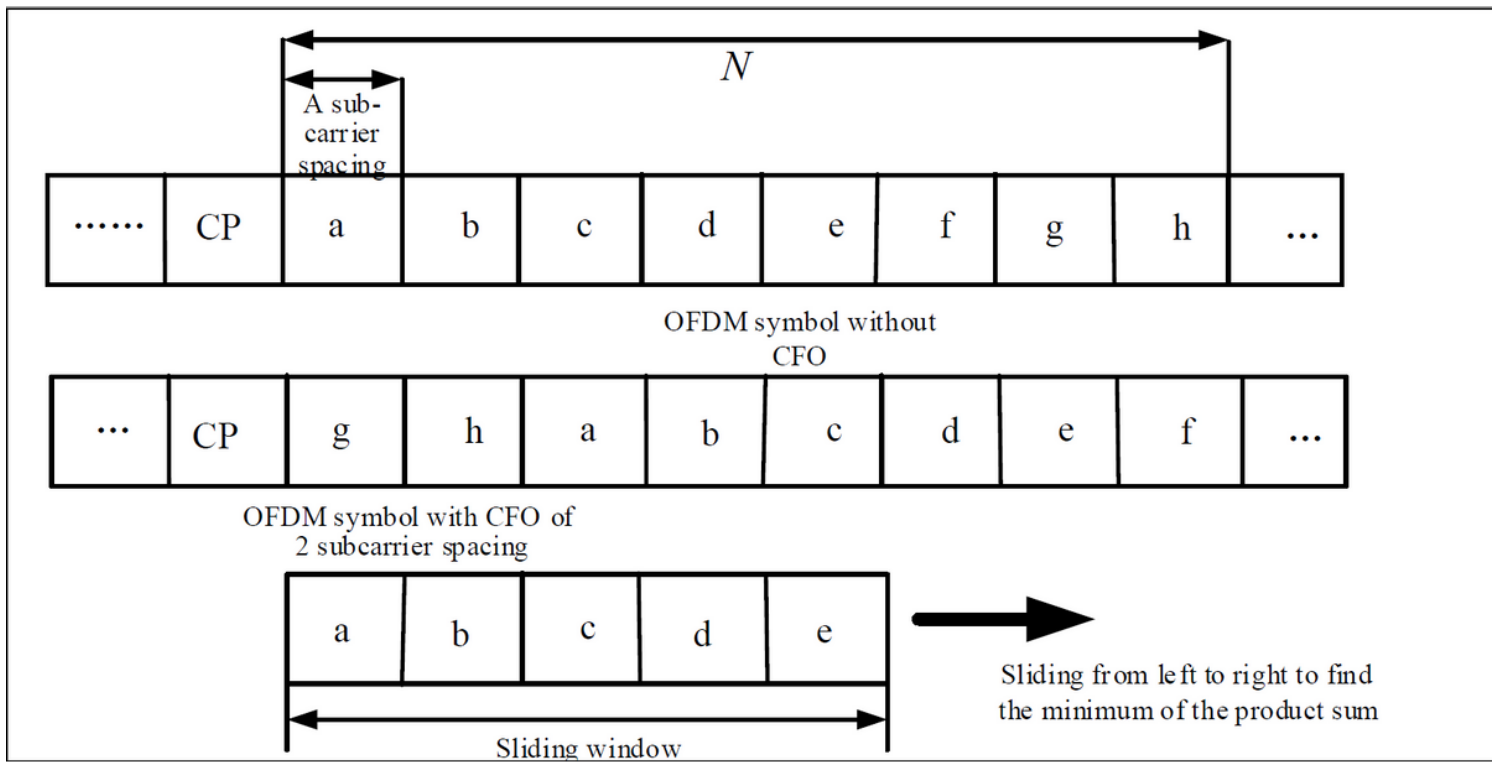 N
A sub-
carrier
spacing
...... CP a b c d e f g h ...
OFDM symbol without
CFO
... CP g h a b c d e f ...
OFDM symbol with CFO of
2 subcarrier spacing
a b c d e
Sliding from left to right to find
the minimum of the product sum
Sliding window